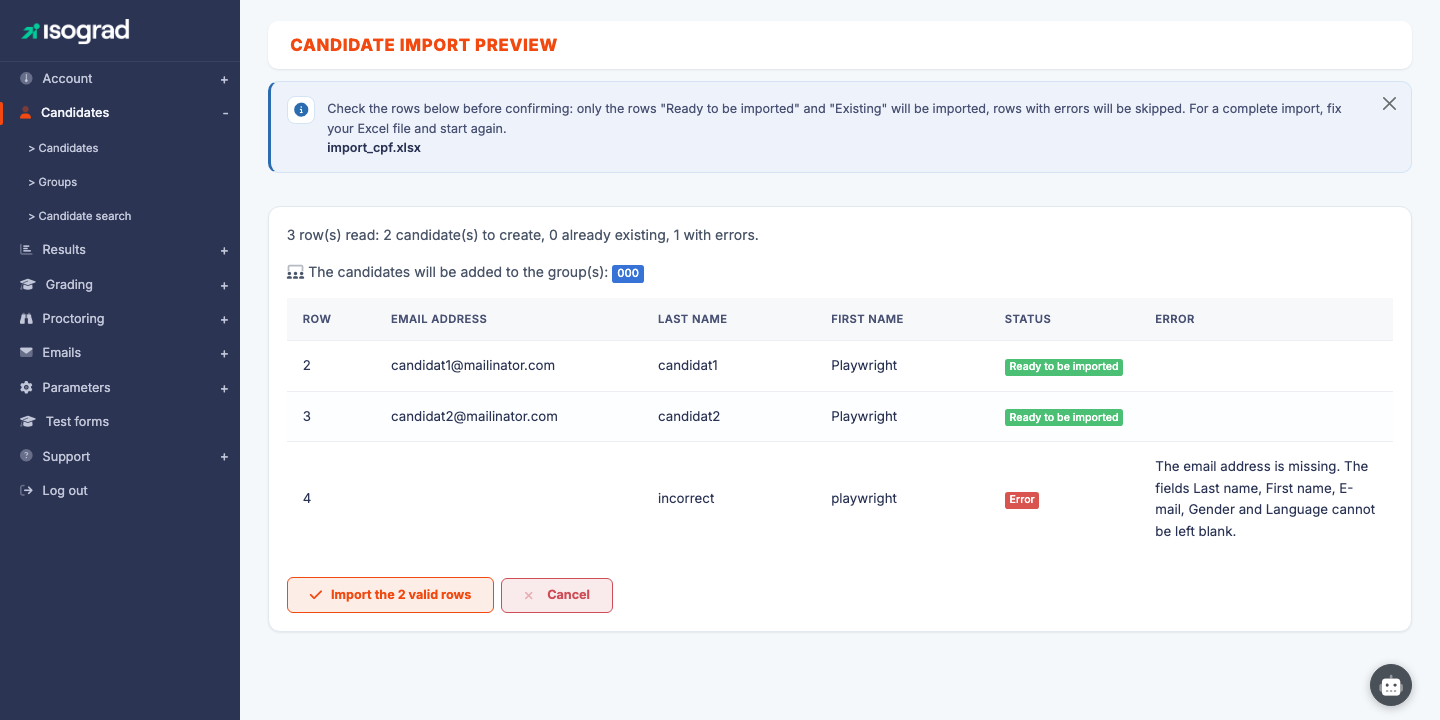 isograd
Account +
Candidates -
> Candidates
> Groups
> Candidate search
Results +
Grading +
Proctoring +
Emails +
Parameters +
Test forms
Support +
Log out
CANDIDATE IMPORT PREVIEW
Check the rows below before confirming: only the rows "Ready to be imported" and "Existing" will be imported, rows with errors will be skipped. For a complete import, fix
your Excel file and start again.
import_cpf.xlsx
3 row(s) read: 2 candidate(s) to create, 0 already existing, 1 with errors.
The candidates will be added to the group(s): 000
ROW EMAIL ADDRESS LAST NAME FIRST NAME STATUS ERROR
2 candidat1@mailinator.com candidat1 Playwright Ready to be imported
3 candidat2@mailinator.com candidat2 Playwright Ready to be imported
4 incorrect playwright Error
The email address is missing. The
fields Last name, First name, E-
mail, Gender and Language cannot
be left blank.
Import the 2 valid rows
Cancel